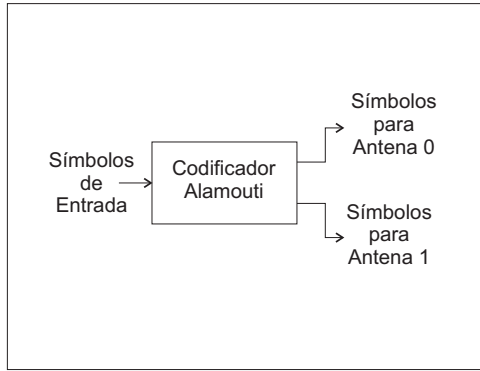 Símbolos
de
Entrada
Codificador
Alamouti
Símbolos
para
Antena 0
Símbolos
para
Antena 1